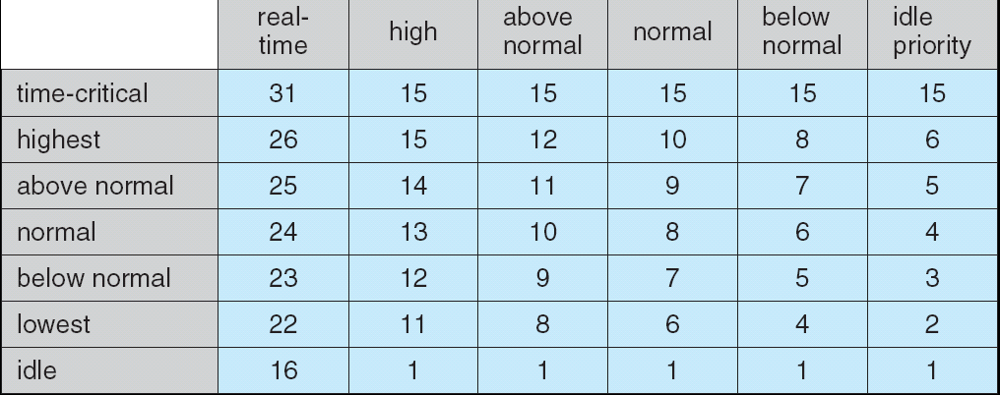 real-time high above normal normal below normal idle priority
time-critical 31 15 15 15 15 15
highest 26 15 12 10 8 6
above normal 25 14 11 9 7 5
normal 24 13 10 8 6 4
below normal 23 12 9 7 5 3
lowest 22 11 8 6 4 2
idle 16 1 1 1 1 1